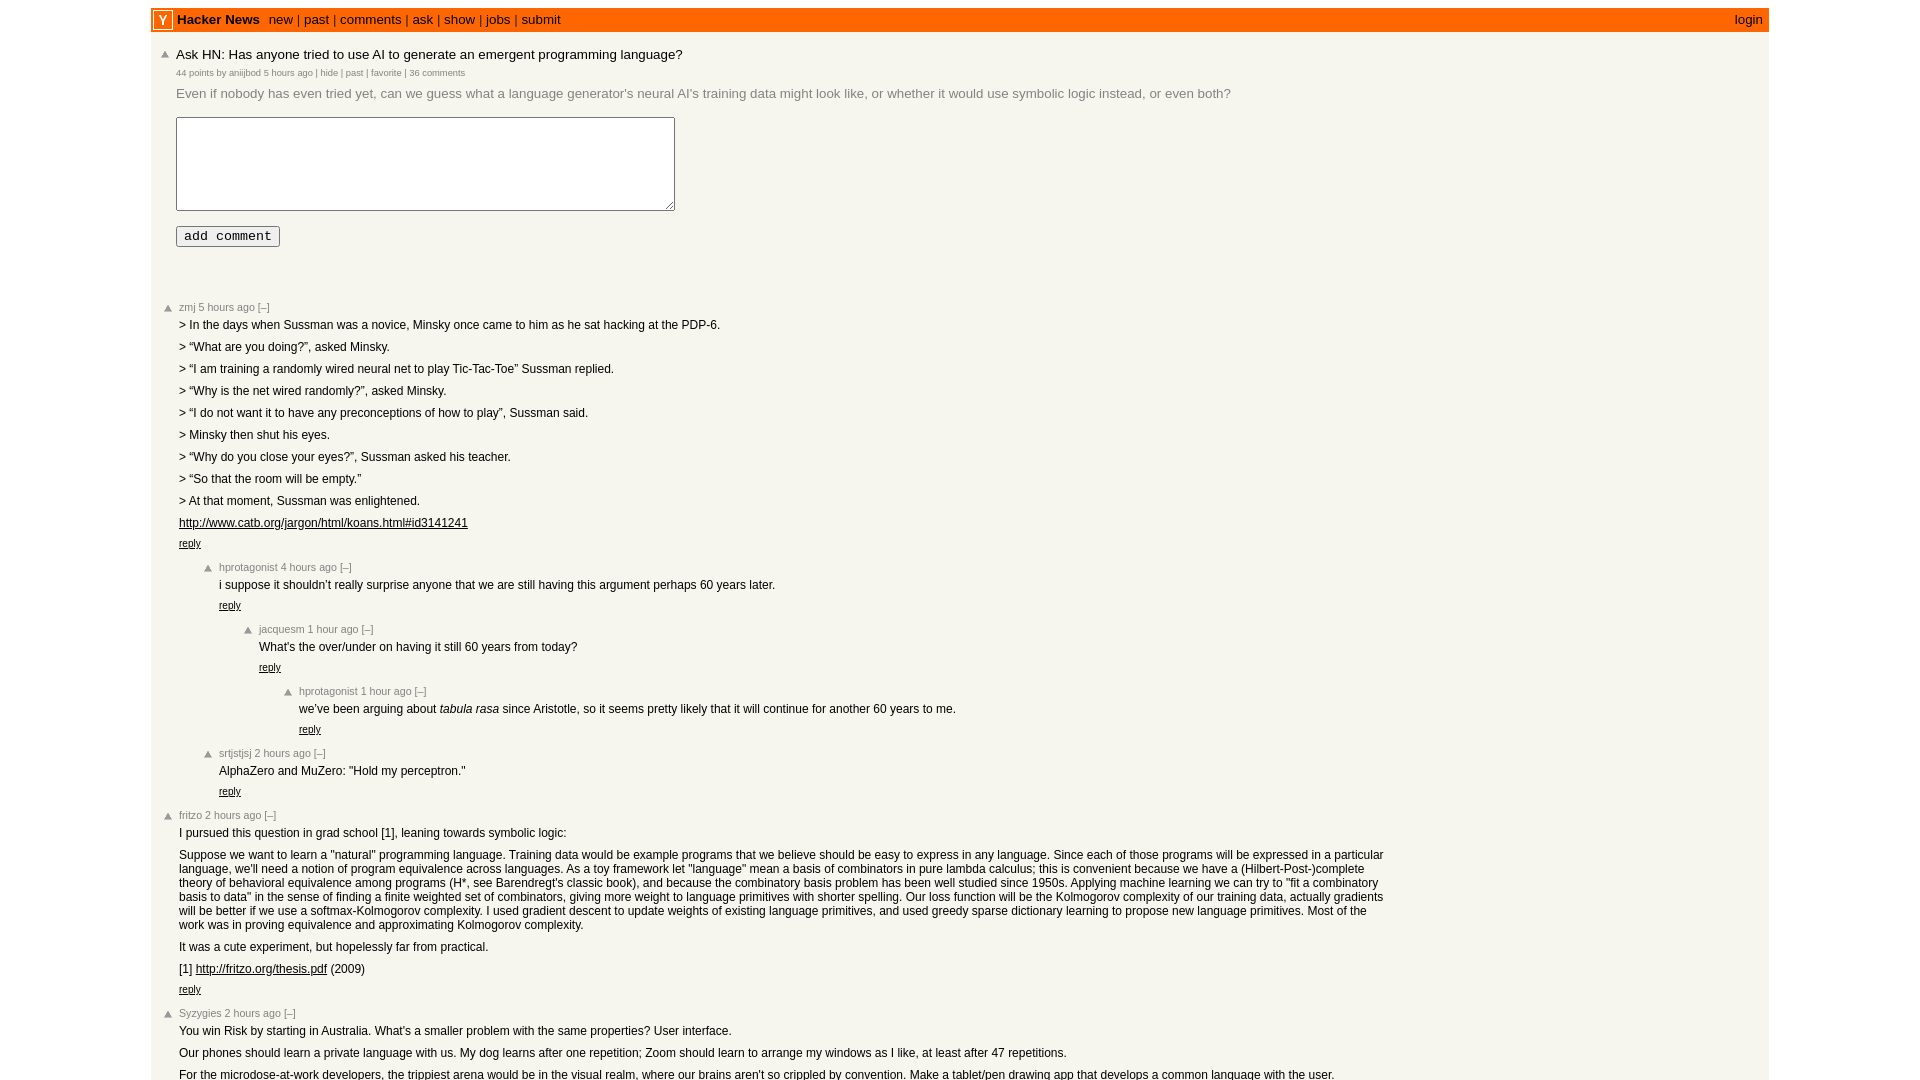 Y Hacker News new | past | comments | ask | show | jobs | submit login
Ask HN: Has anyone tried to use AI to generate an emergent programming language?
44 points by aniijbod 5 hours ago | hide | past | favorite | 36 comments
Even if nobody has even tried yet, can we guess what a language generator's neural AI's training data might look like, or whether it would use symbolic logic instead, or even both?
add comment
zmj 5 hours ago [–]
> In the days when Sussman was a novice, Minsky once came to him as he sat hacking at the PDP-6.
> “What are you doing?”, asked Minsky.
> “I am training a randomly wired neural net to play Tic-Tac-Toe” Sussman replied.
> “Why is the net wired randomly?”, asked Minsky.
> “I do not want it to have any preconceptions of how to play”, Sussman said.
> Minsky then shut his eyes.
> “Why do you close your eyes?”, Sussman asked his teacher.
> “So that the room will be empty.”
> At that moment, Sussman was enlightened.
http://www.catb.org/jargon/html/koans.html#id3141241
reply
hprotagonist 4 hours ago [–]
i suppose it shouldn’t really surprise anyone that we are still having this argument perhaps 60 years later.
reply
jacquesm 1 hour ago [–]
What's the over/under on having it still 60 years from today?
reply
hprotagonist 1 hour ago [–]
we’ve been arguing about tabula rasa since Aristotle, so it seems pretty likely that it will continue for another 60 years to me.
reply
srtjstjsj 2 hours ago [–]
AlphaZero and MuZero: "Hold my perceptron."
reply
fritzo 2 hours ago [–]
I pursued this question in grad school [1], leaning towards symbolic logic:
Suppose we want to learn a "natural" programming language. Training data would be example programs that we believe should be easy to express in any language. Since each of those programs will be expressed in a particular
language, we'll need a notion of program equivalence across languages. As a toy framework let "language" mean a basis of combinators in pure lambda calculus; this is convenient because we have a (Hilbert-Post-)complete
theory of behavioral equivalence among programs (H*, see Barendregt's classic book), and because the combinatory basis problem has been well studied since 1950s. Applying machine learning we can try to "fit a combinatory
basis to data" in the sense of finding a finite weighted set of combinators, giving more weight to language primitives with shorter spelling. Our loss function will be the Kolmogorov complexity of our training data, actually gradients
will be better if we use a softmax-Kolmogorov complexity. I used gradient descent to update weights of existing language primitives, and used greedy sparse dictionary learning to propose new language primitives. Most of the
work was in proving equivalence and approximating Kolmogorov complexity.
It was a cute experiment, but hopelessly far from practical.
[1] http://fritzo.org/thesis.pdf (2009)
reply
Syzygies 2 hours ago [–]
You win Risk by starting in Australia. What's a smaller problem with the same properties? User interface.
Our phones should learn a private language with us. My dog learns after one repetition; Zoom should learn to arrange my windows as I like, at least after 47 repetitions.
For the microdose-at-work developers, the trippiest arena would be in the visual realm, where our brains aren't so crippled by convention. Make a tablet/pen drawing app that develops a common language with the user.